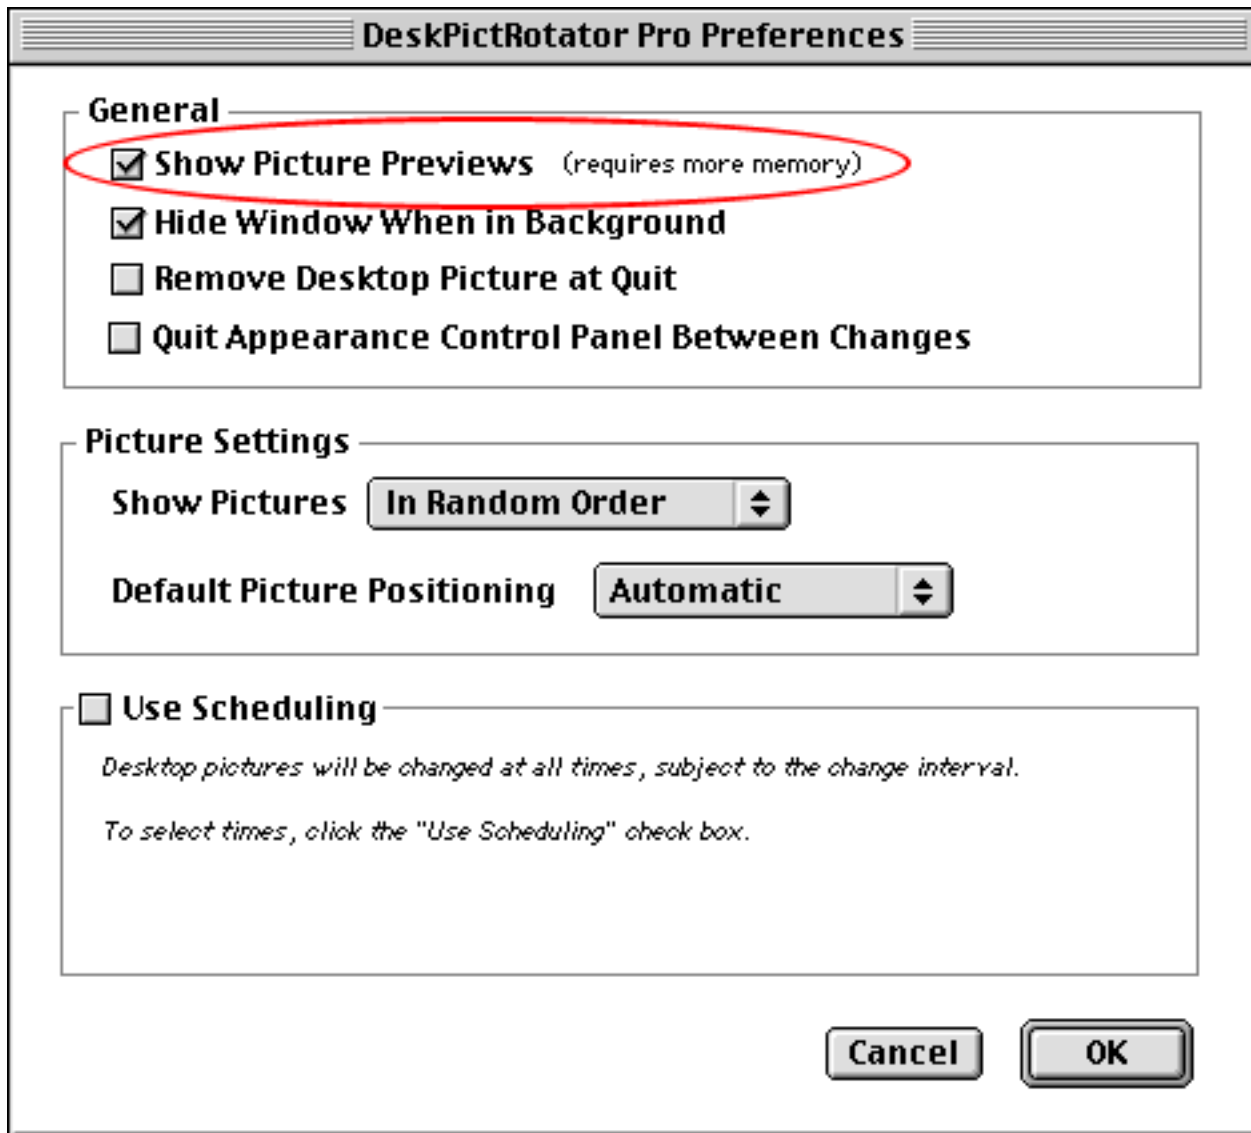 DeskPictRotator Pro Preferences
General
Show Picture Previews (requires more memory)
Hide Window When in Background
Remove Desktop Picture at Quit
Quit Appearance Control Panel Between Changes
Picture Settings
Show Pictures In Random Order
Default Picture Positioning Automatic
Use Scheduling
Desktop pictures will be changed at all times, subject to the change interval.
To select times, click the "Use Scheduling" check box.
Cancel OK